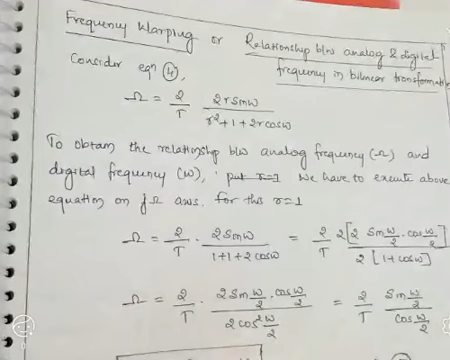 Frequency Warping or Relationship b/w analog & digital
frequency in bilinear transformation
Consider eqn ④,
Ω = 2/T · 2r sinω / (r² + 1 + 2r cosω)
To obtain the relationship b/w analog frequency (Ω) and
digital frequency (ω), put r=1 We have to execute above
equation on jΩ axis. for this r=1
Ω = 2/T · 2 sinω / (1+1+2 cosω) = 2/T 2[2 sin ω/2 · cos ω/2] / 2[1+cosω]
Ω = 2/T · 2 sin ω/2 · cos ω/2 / (2 cos² ω/2) = 2/T sin ω/2 / cos ω/2